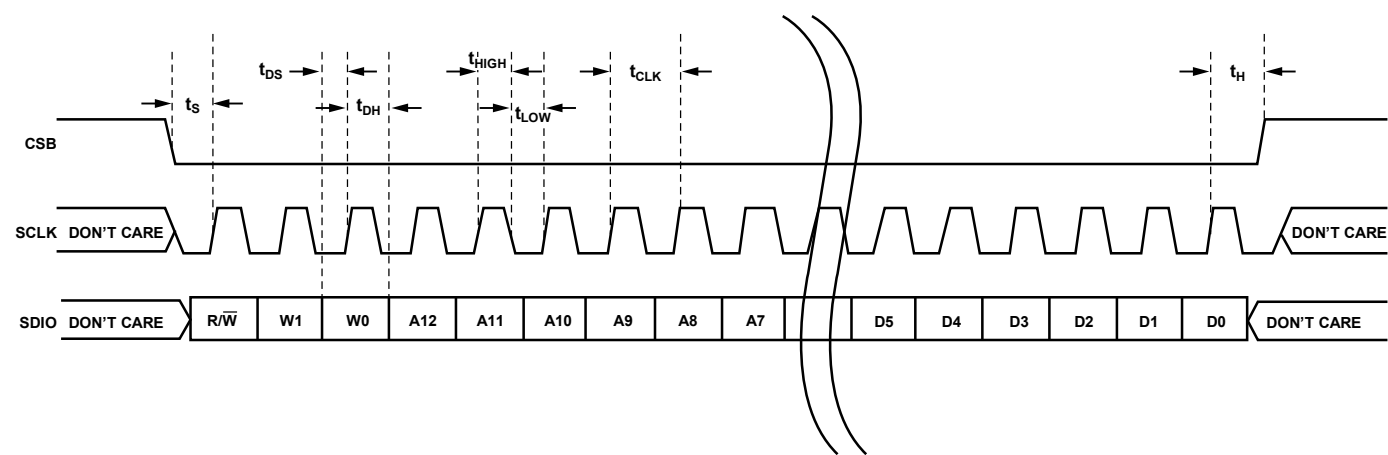 tDS
tHIGH
tCLK
tH
tS
tDH
tLOW
CSB
SCLK DON'T CARE
DON'T CARE
SDIO DON'T CARE R/W̅ W1 W0 A12 A11 A10 A9 A8 A7 D5 D4 D3 D2 D1 D0 DON'T CARE